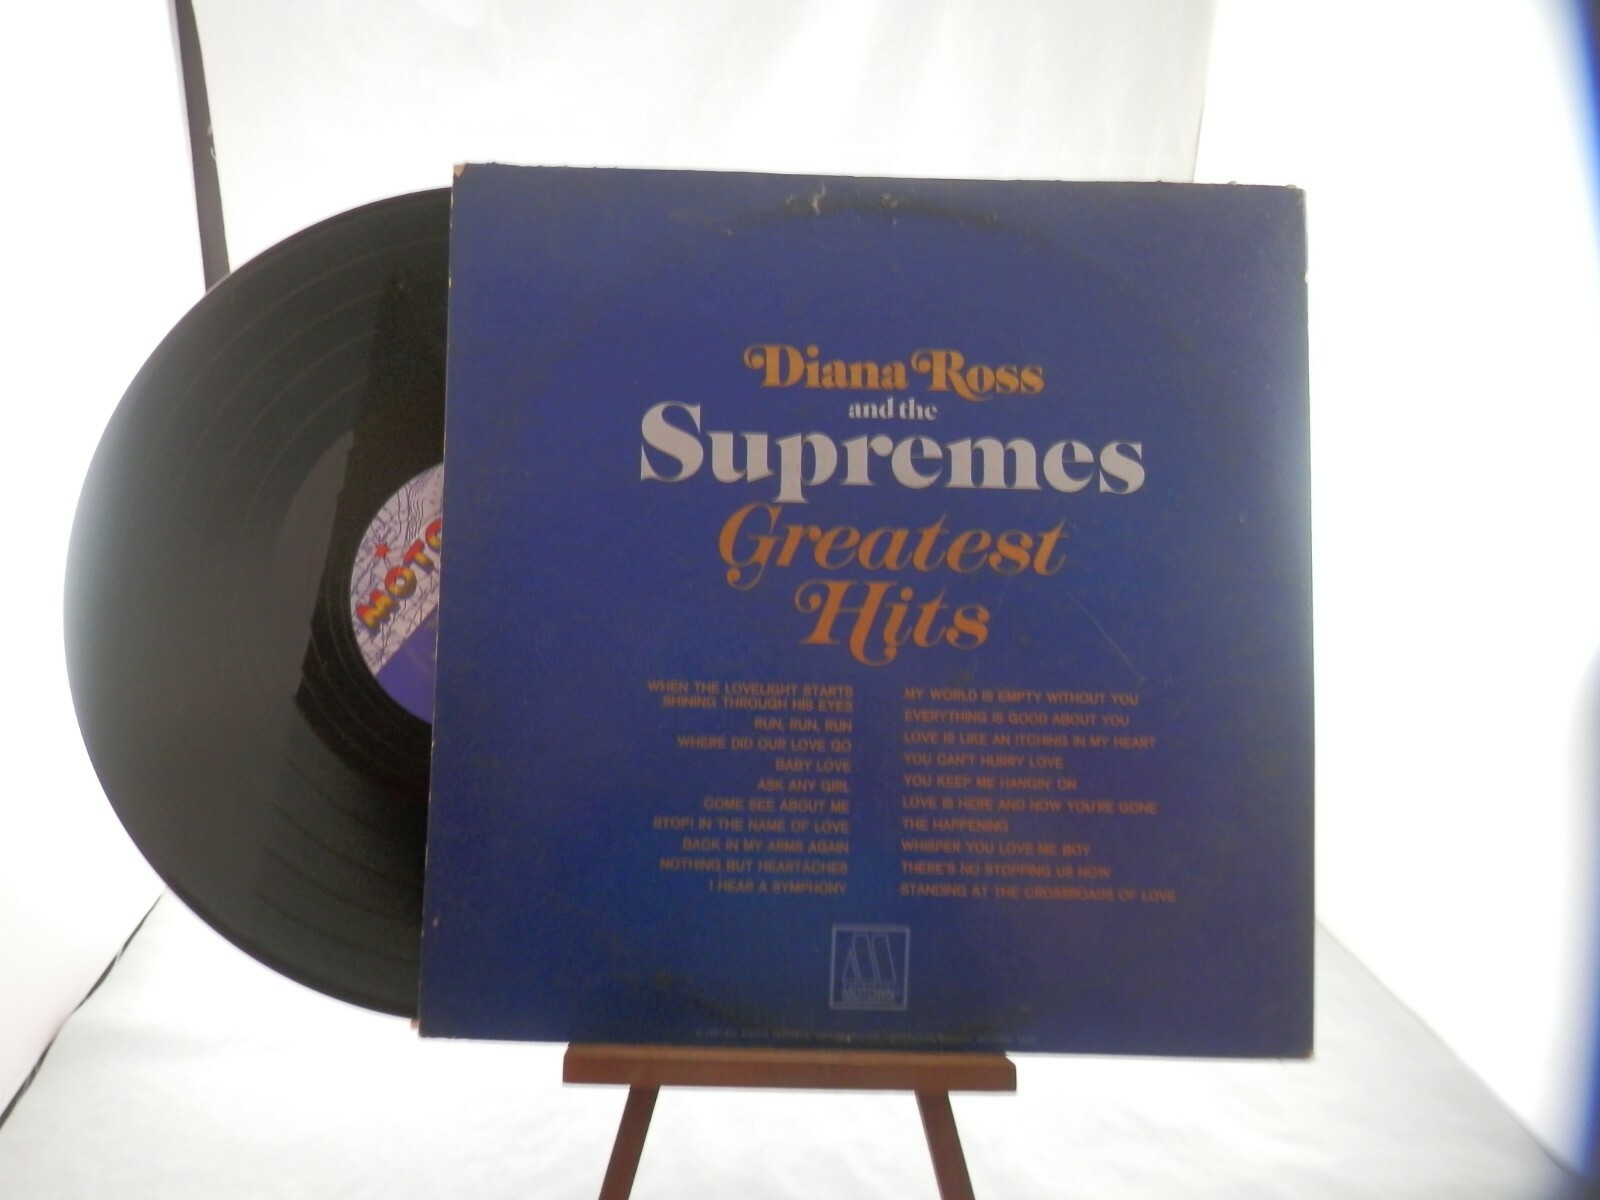 MOTO
Diana Ross
and the
Supremes
Greatest
Hits
WHEN THE LOVELIGHT STARTS
SHINING THROUGH HIS EYES
RUN, RUN, RUN
WHERE DID OUR LOVE GO
BABY LOVE
ASK ANY GIRL
COME SEE ABOUT ME
STOP! IN THE NAME OF LOVE
BACK IN MY ARMS AGAIN
NOTHING BUT HEARTACHES
I HEAR A SYMPHONY
MY WORLD IS EMPTY WITHOUT YOU
EVERYTHING IS GOOD ABOUT YOU
LOVE IS LIKE AN ITCHING IN MY HEART
YOU CAN'T HURRY LOVE
YOU KEEP ME HANGIN' ON
LOVE IS HERE AND NOW YOU'RE GONE
THE HAPPENING
WHISPER YOU LOVE ME BOY
THERE'S NO STOPPING US NOW
STANDING AT THE CROSSROADS OF LOVE
MOTOWN